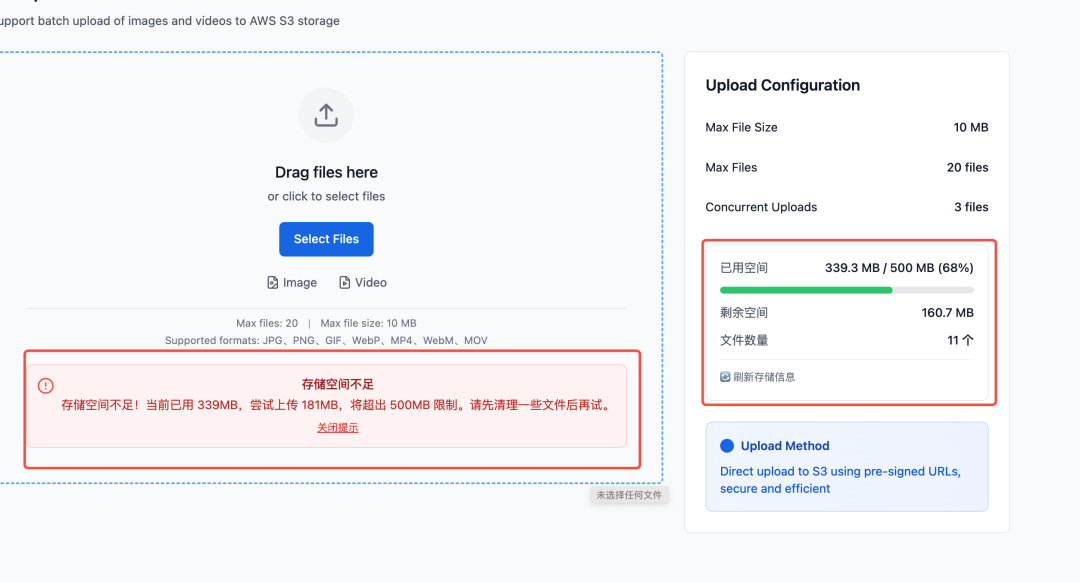 upport batch upload of images and videos to AWS S3 storage
Drag files here
or click to select files
Select Files
Image
Video
Max files: 20 | Max file size: 10 MB
Supported formats: JPG、PNG、GIF、WebP、MP4、WebM、MOV
存储空间不足
存储空间不足！当前已用 339MB，尝试上传 181MB，将超出 500MB 限制。请先清理一些文件后再试。
关闭提示
未选择任何文件
Upload Configuration
Max File Size 10 MB
Max Files 20 files
Concurrent Uploads 3 files
已用空间 339.3 MB / 500 MB (68%)
剩余空间 160.7 MB
文件数量 11 个
刷新存储信息
Upload Method
Direct upload to S3 using pre-signed URLs,
secure and efficient